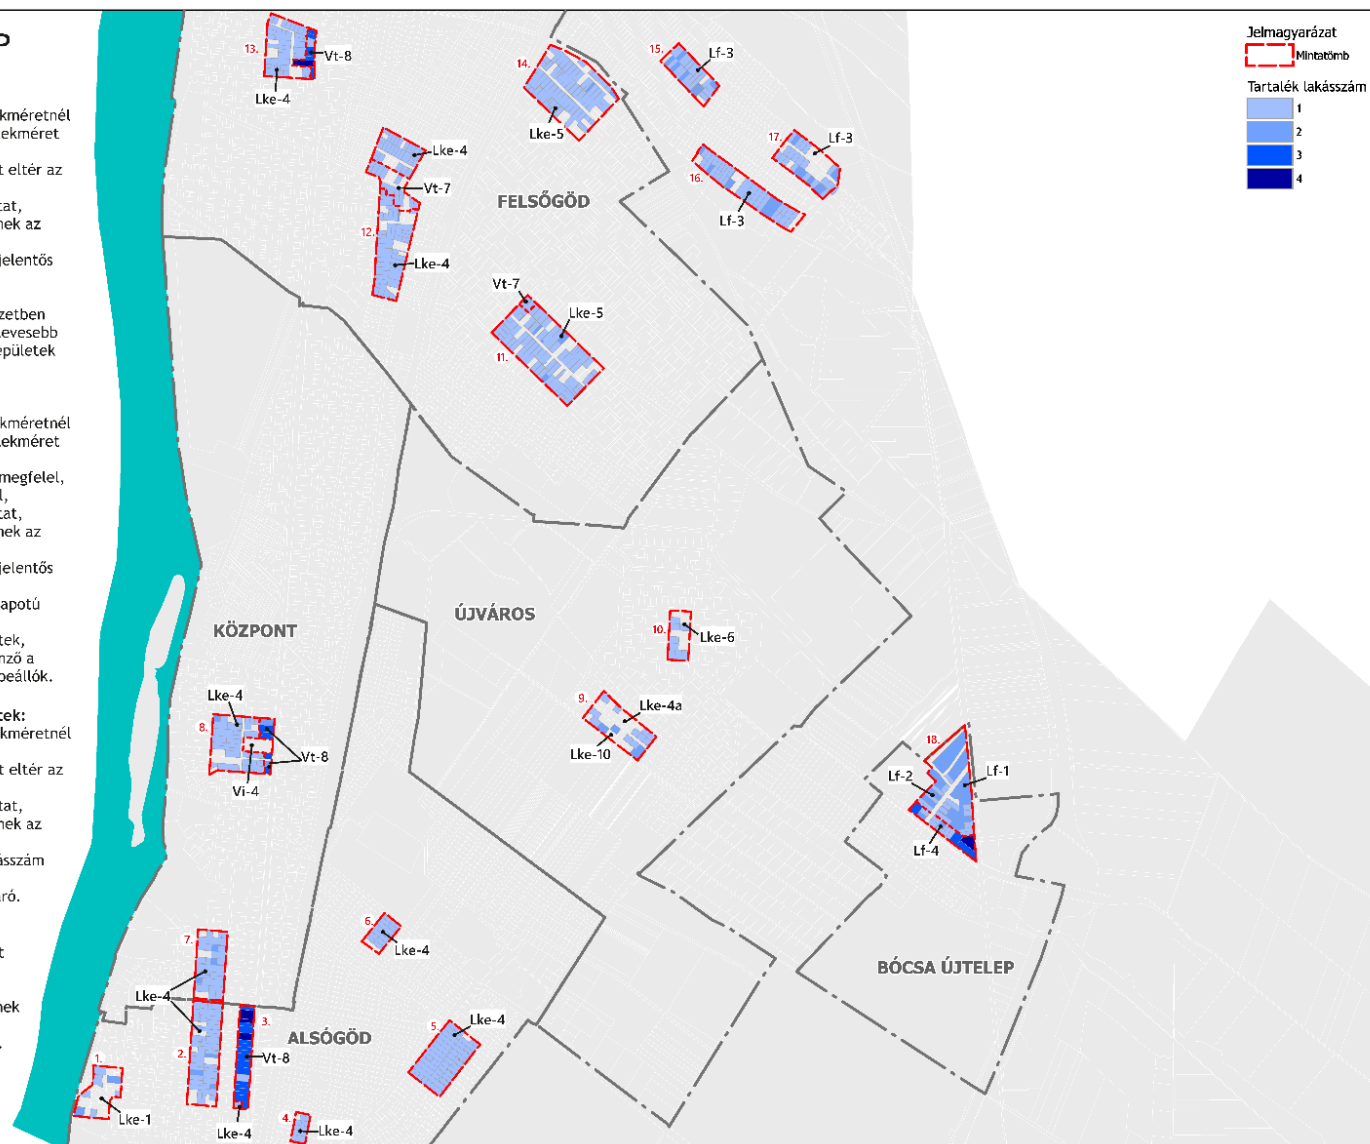 P
kméretnél
ekméret
t eltér az
tat,
nek az
jelentős
zetben
levesebb
épületek
kméretnél
ekméret
megfelel,
l,
tat,
nek az
jelentős
apotú
tek,
nző a
beállók.
tek:
kméretnél
t eltér az
tat,
nek az
ásszám
ró.
t
nek
Jelmagyarázat
Mintatömb
Tartalék lakásszám
1
2
3
4
13.
Vt-8
Lke-4
14.
Lke-5
15.
Lf-3
17.
Lf-3
16.
Lf-3
Lke-4
Vt-7
12.
Lke-4
FELSŐGÖD
Vt-7
Lke-5
11.
ÚJVÁROS
KÖZPONT
10.
Lke-6
9.
Lke-4a
Lke-10
Lke-4
8.
Vt-8
Vi-4
18.
Lf-2
Lf-1
Lf-4
BÓCSA ÚJTELEP
6.
Lke-4
7.
Lke-4
2.
3.
Vt-8
Lke-4
ALSÓGÖD
5.
Lke-4
1.
Lke-1
4.
Lke-4